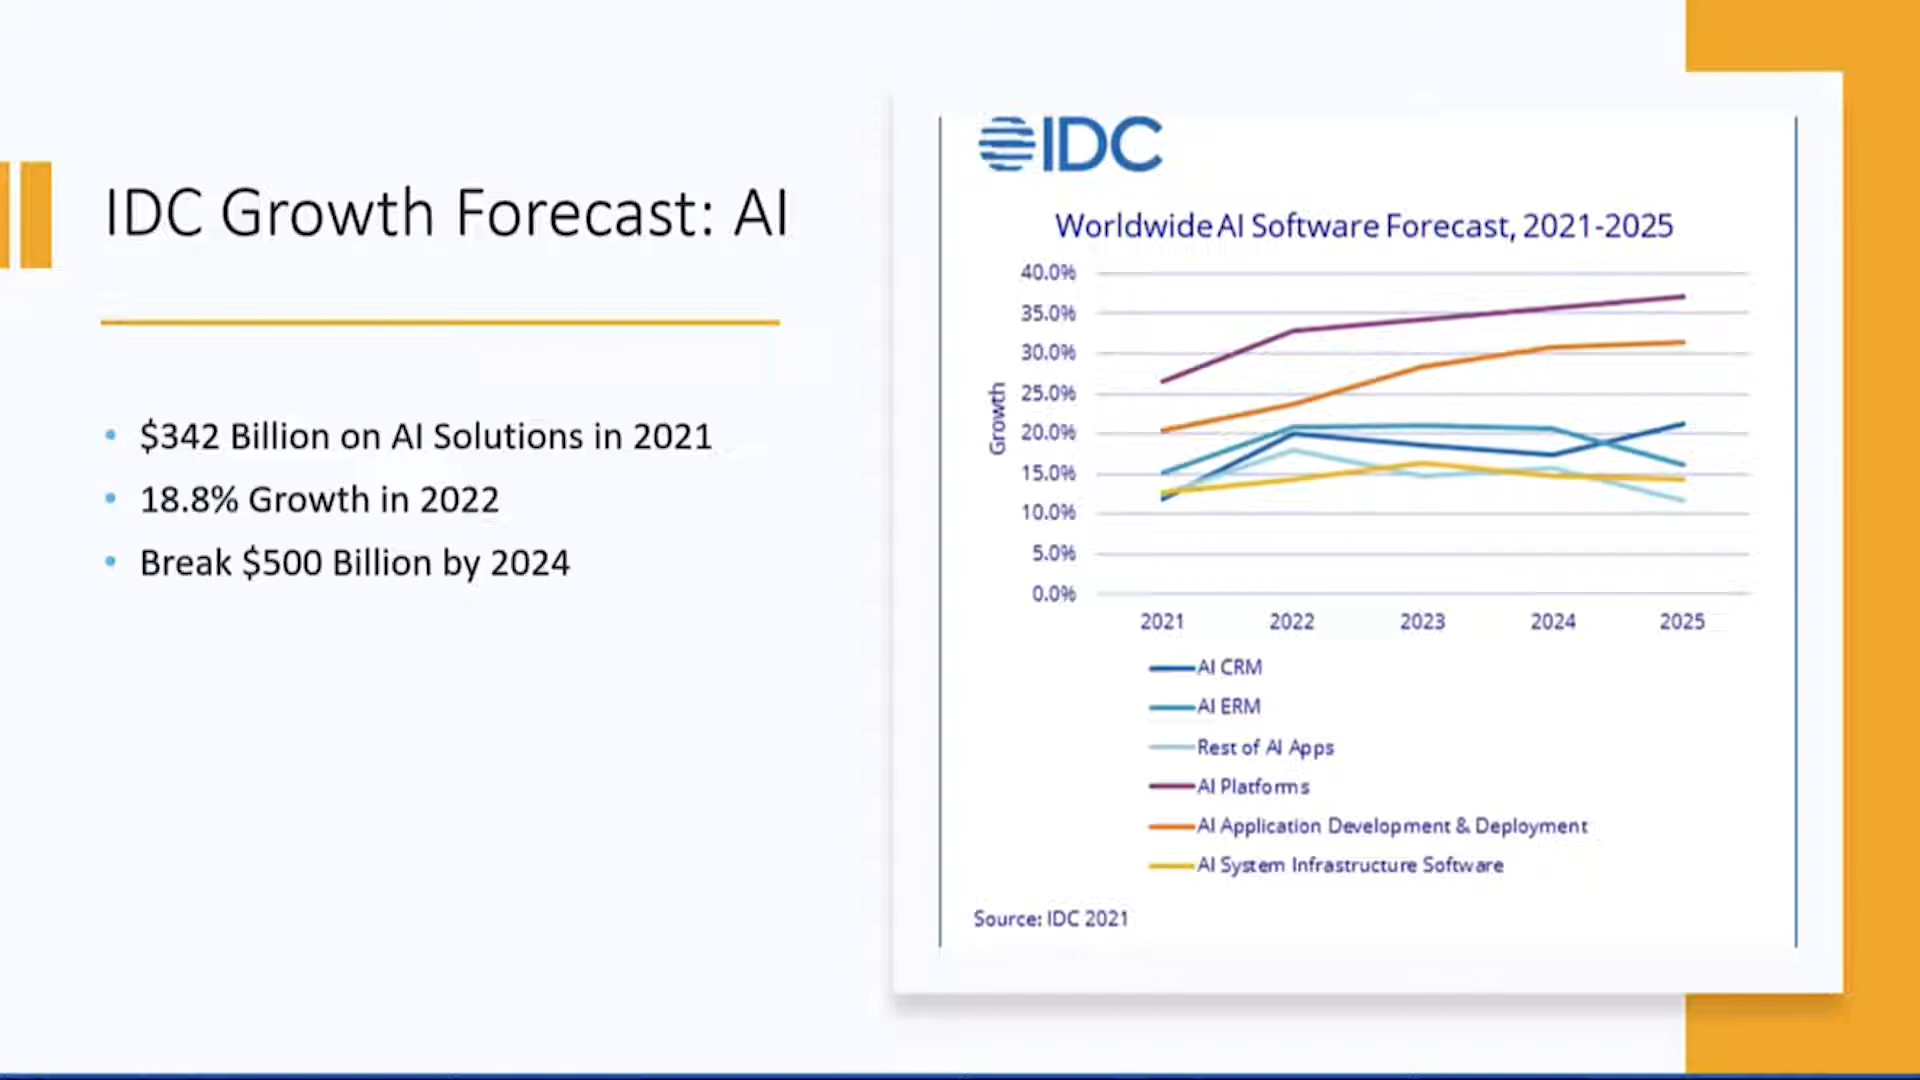 IDC Growth Forecast: AI
• $342 Billion on AI Solutions in 2021
• 18.8% Growth in 2022
• Break $500 Billion by 2024
IDC
Worldwide AI Software Forecast, 2021-2025
Growth
40.0%
35.0%
30.0%
25.0%
20.0%
15.0%
10.0%
5.0%
0.0%
2021 2022 2023 2024 2025
AI CRM
AI ERM
Rest of AI Apps
AI Platforms
AI Application Development & Deployment
AI System Infrastructure Software
Source: IDC 2021